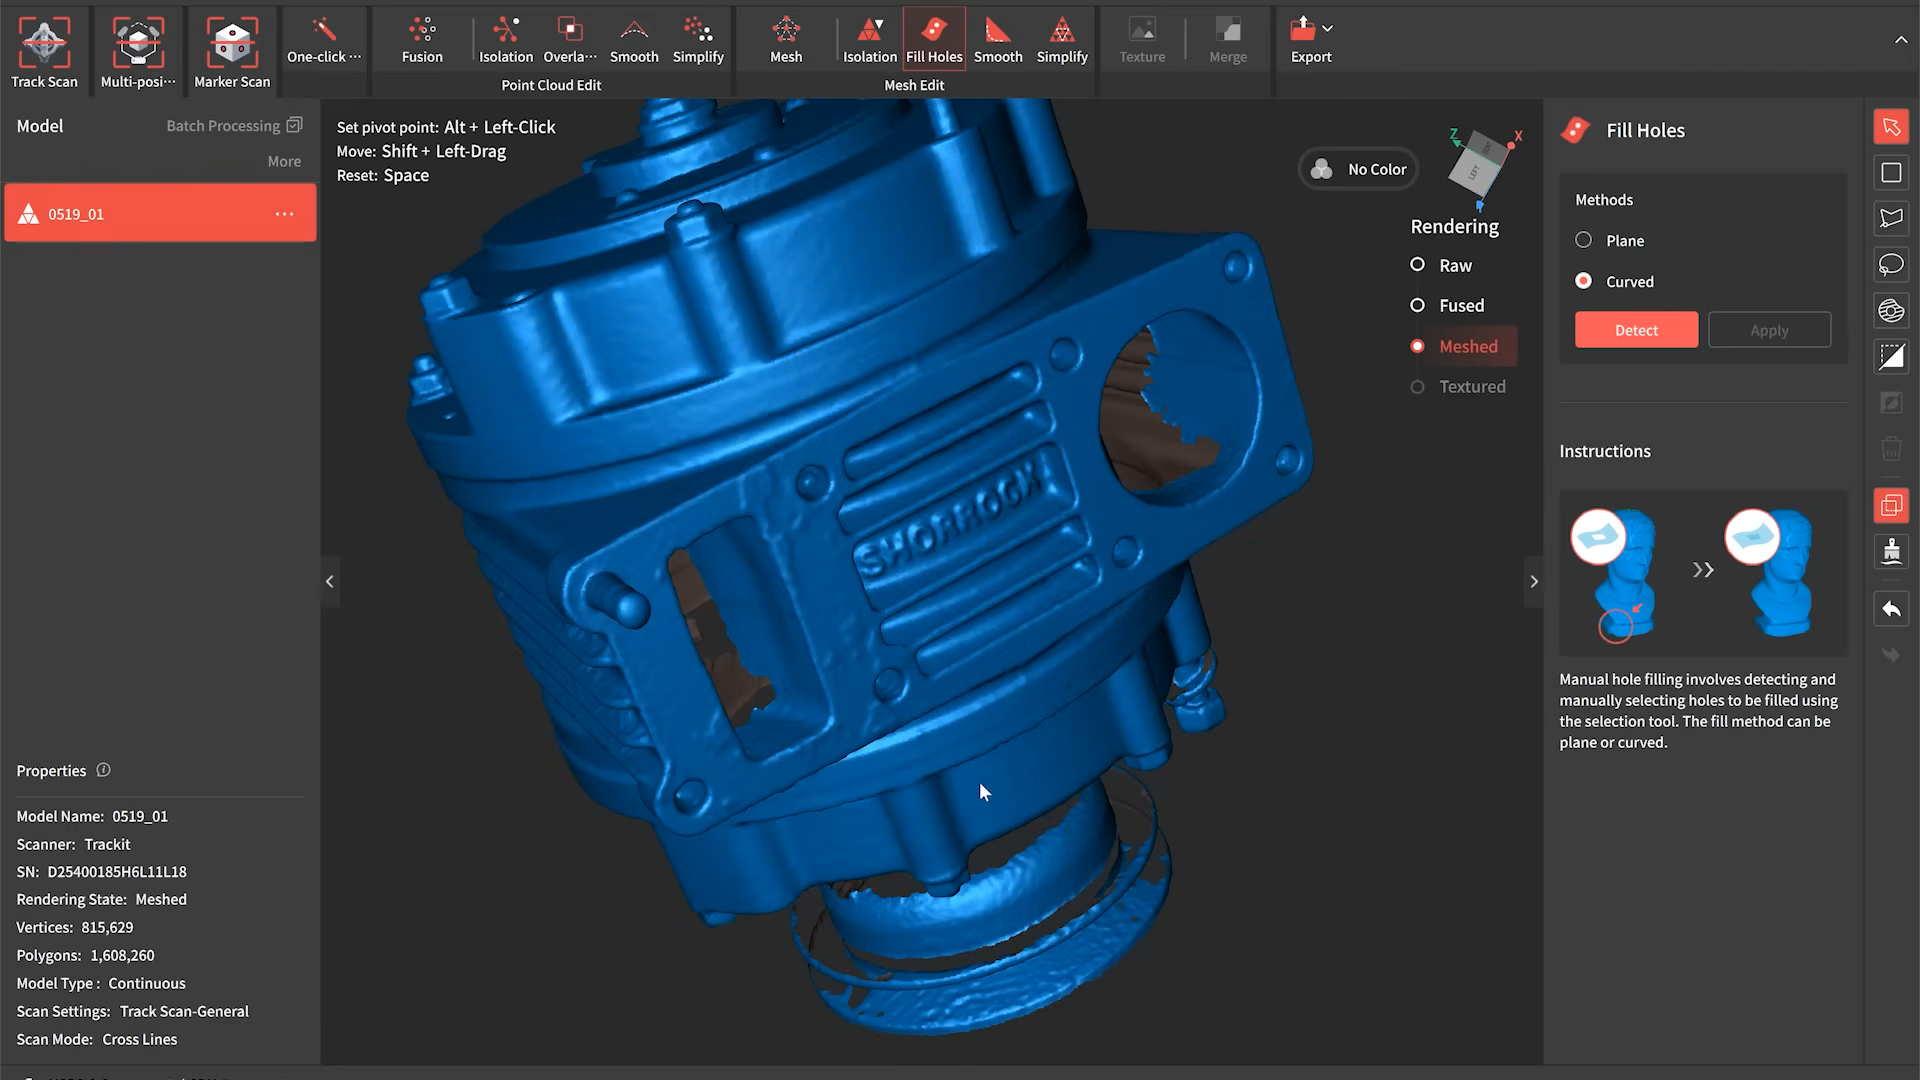 Track Scan
Multi-posi···
Marker Scan
One-click ···
Fusion
Isolation
Overla···
Smooth
Simplify
Point Cloud Edit
Mesh
Isolation
Fill Holes
Smooth
Simplify
Mesh Edit
Texture
Merge
Export
Model
Batch Processing
More
0519_01
Set pivot point: Alt + Left-Click
Move: Shift + Left-Drag
Reset: Space
No Color
Z
X
LEFT
Rendering
Raw
Fused
Meshed
Textured
SHORROCK
Fill Holes
Methods
Plane
Curved
Detect
Apply
Instructions
Manual hole filling involves detecting and
manually selecting holes to be filled using
the selection tool. The fill method can be
plane or curved.
Properties
Model Name: 0519_01
Scanner: Trackit
SN: D25400185H6L11L18
Rendering State: Meshed
Vertices: 815,629
Polygons: 1,608,260
Model Type : Continuous
Scan Settings: Track Scan-General
Scan Mode: Cross Lines